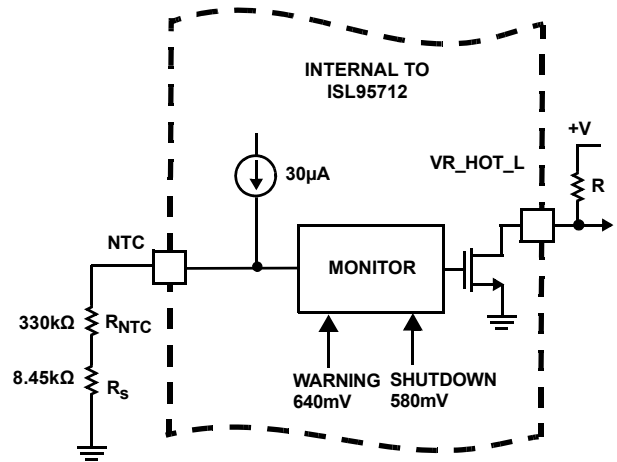 INTERNAL TO
ISL95712
+V
VR_HOT_L
30µA
R
NTC
MONITOR
330kΩ RNTC
8.45kΩ Rs
WARNING
640mV
SHUTDOWN
580mV